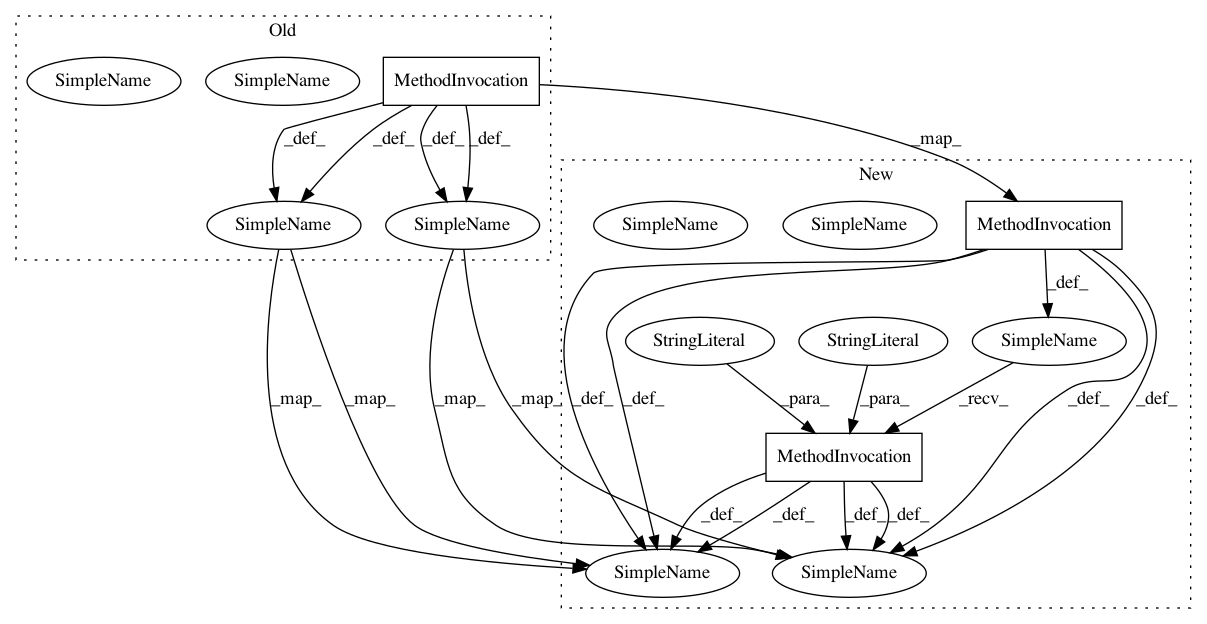 Old
SimpleName
SimpleName
MethodInvocation
_def_
_def_
_def_
_def_
_map_
New
SimpleName
SimpleName
SimpleName
SimpleName
MethodInvocation
_def_
StringLiteral
StringLiteral
SimpleName
_map_
_map_
_map_
_map_
_def_
_def_
_para_
_para_
_recv_
_def_
_def_
MethodInvocation
_def_
_def_
_def_
_def_
SimpleName
SimpleName